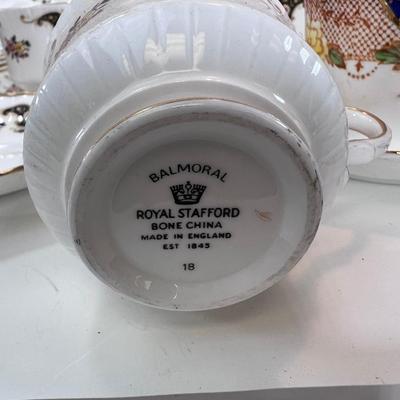 BALMORAL
ROYAL STAFFORD
BONE CHINA
MADE IN ENGLAND
EST 1845
18